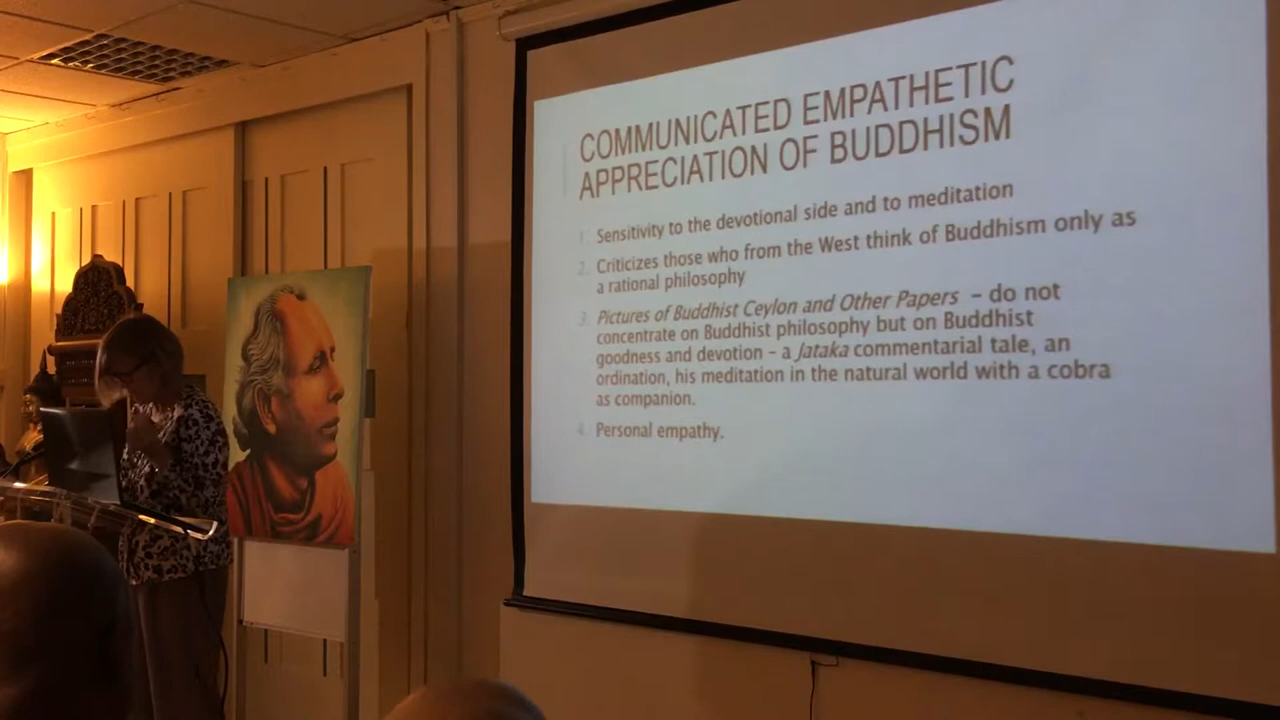 COMMUNICATED EMPATHETIC
APPRECIATION OF BUDDHISM
1. Sensitivity to the devotional side and to meditation
2. Criticizes those who from the West think of Buddhism only as
a rational philosophy
3. Pictures of Buddhist Ceylon and Other Papers – do not
concentrate on Buddhist philosophy but on Buddhist
goodness and devotion – a Jataka commentarial tale, an
ordination, his meditation in the natural world with a cobra
as companion.
4. Personal empathy.